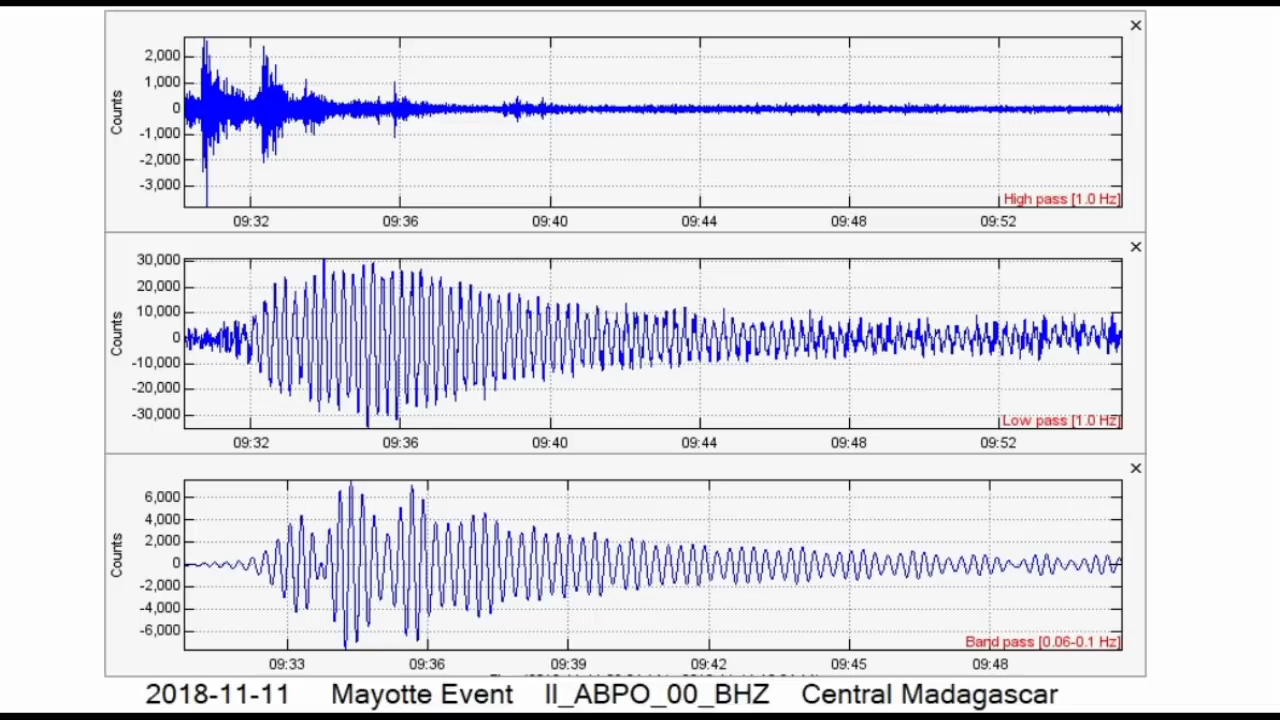 ×
2,000
1,000
0
-1,000
-2,000
-3,000
Counts
High pass [1.0 Hz]
09:32 09:36 09:40 09:44 09:48 09:52
×
30,000
20,000
10,000
0
-10,000
-20,000
-30,000
Counts
Low pass [1.0 Hz]
09:32 09:36 09:40 09:44 09:48 09:52
×
6,000
4,000
2,000
0
-2,000
-4,000
-6,000
Counts
Band pass [0.06-0.1 Hz]
09:33 09:36 09:39 09:42 09:45 09:48
2018-11-11 Mayotte Event II_ABPO_00_BHZ Central Madagascar